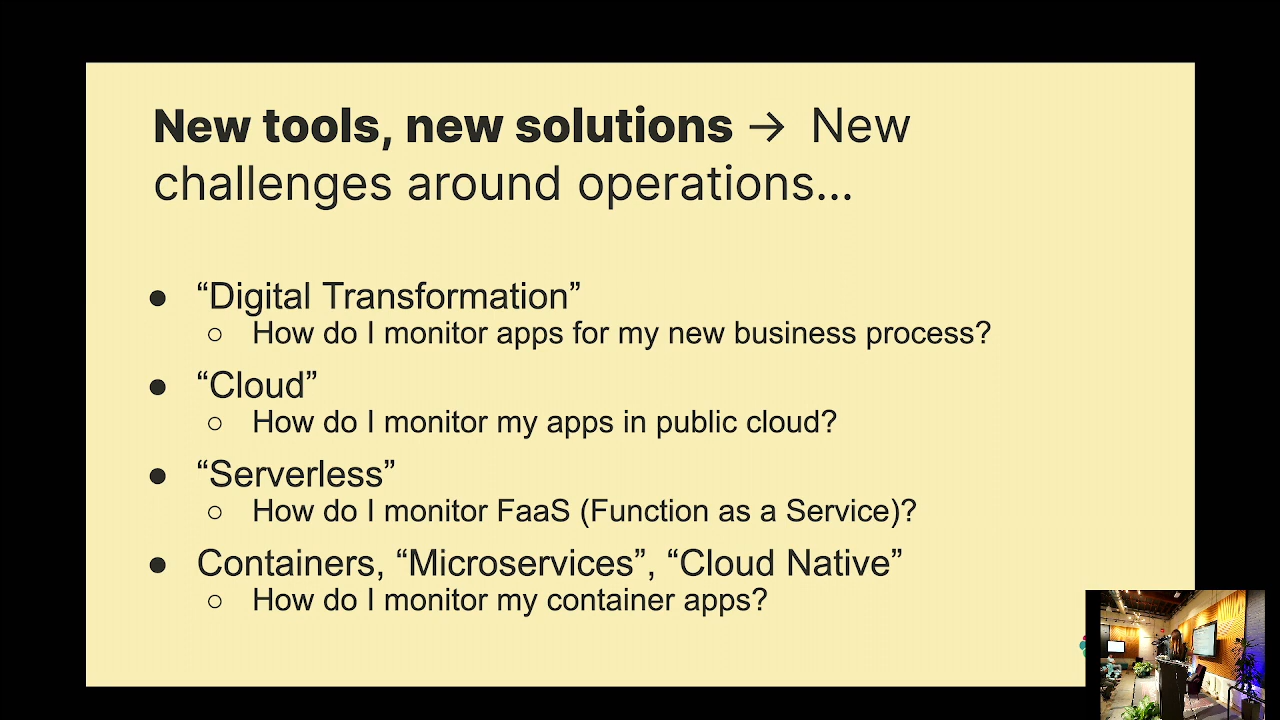 New tools, new solutions → New
challenges around operations...
● “Digital Transformation”
○ How do I monitor apps for my new business process?
● “Cloud”
○ How do I monitor my apps in public cloud?
● “Serverless”
○ How do I monitor FaaS (Function as a Service)?
● Containers, “Microservices”, “Cloud Native”
○ How do I monitor my container apps?